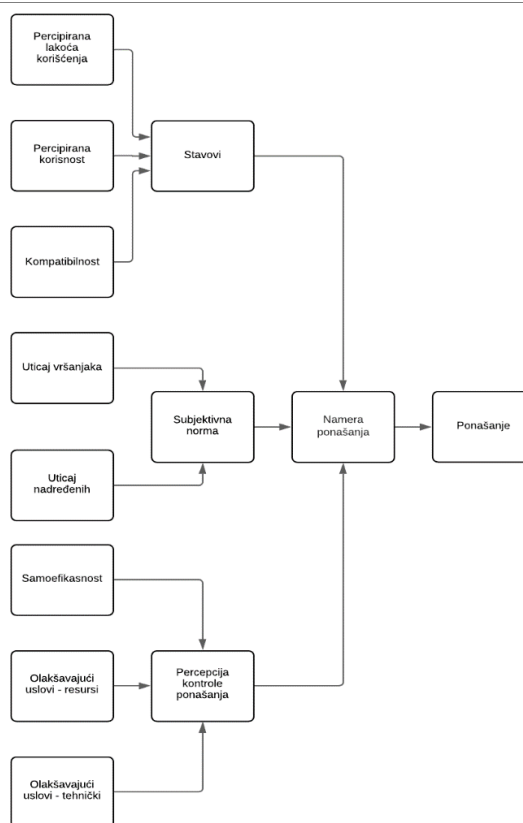 Percipirana
lakoća
korišćenja
Percipirana
korisnost
Stavovi
Kompatibilnost
Uticaj vršanjaka
Subjektivna
norma
Namera
ponašanja
Ponašanje
Uticaj
nadređenih
Samoefikasnost
Olakšavajući
uslovi - resursi
Percepcija
kontrole
ponašanja
Olakšavajući
uslovi - tehnički